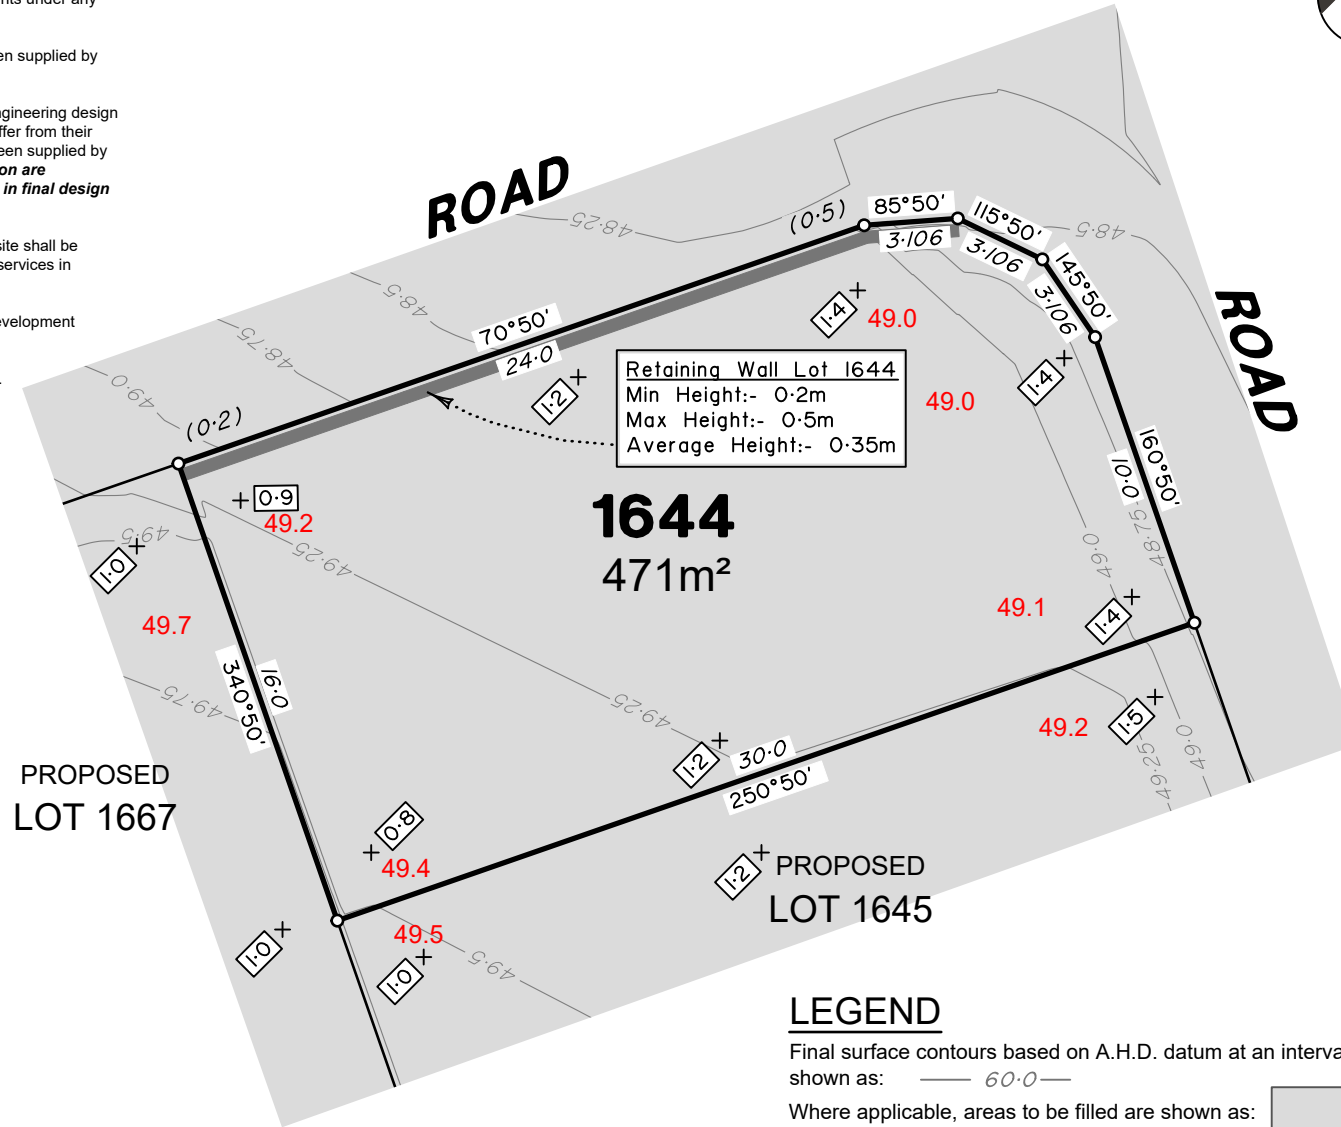 nts under any
en supplied by
ngineering design
ffer from their
een supplied by
on are
in final design
site shall be
services in
evelopment
ROAD
ROAD
(0·2)
(0·5)
70°50'
24·0
85°50'
3·106
115°50'
3·106
145°50'
3·106
160°50'
10·0
48·25
48·5
48·75
49·0
48·5
Retaining Wall Lot 1644
Min Height:- 0·2m
Max Height:- 0·5m
Average Height:- 0·35m
1·4
49.0
1·2
1·4
49.0
0·9
49.2
49·25
1644
471m²
49·5
1·0
49.7
49·75
340°50'
16·0
49·0
48·75
49.1
1·4
49·25
1·2
30·0
250°50'
49.2
1·5
49·25
49·0
0·8
49.4
PROPOSED
LOT 1667
1·2
PROPOSED
LOT 1645
1·0
49.5
1·0
49·5
LEGEND
Final surface contours based on A.H.D. datum at an interva
shown as: 60·0
Where applicable, areas to be filled are shown as: